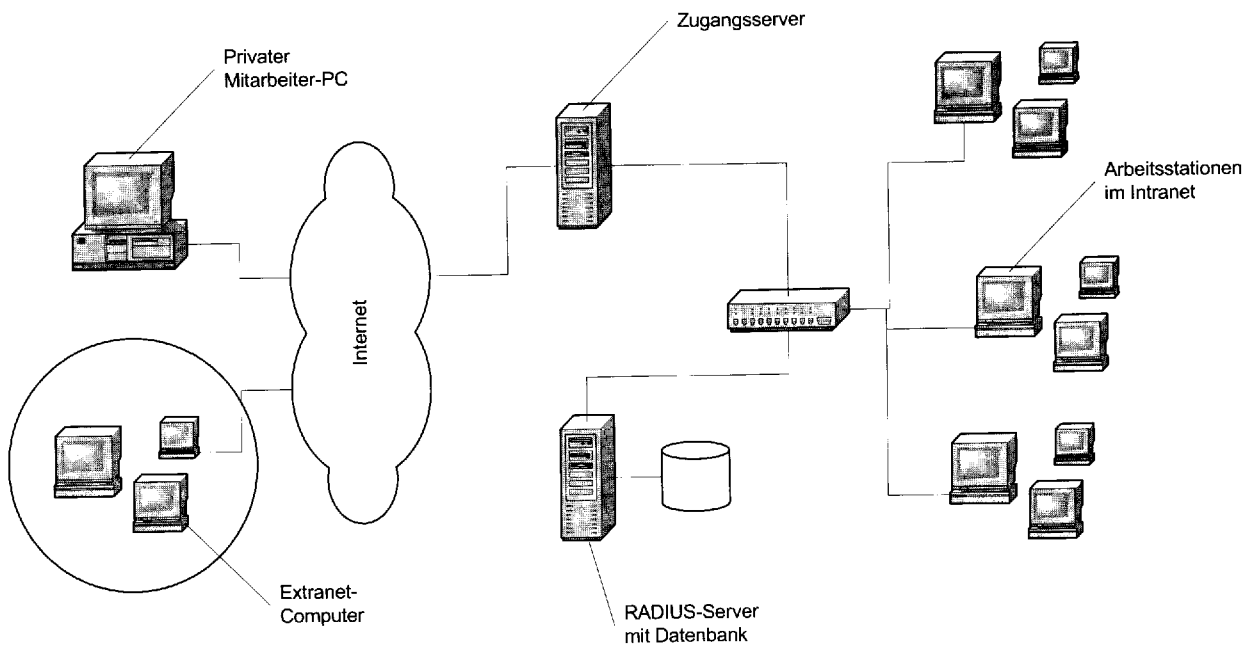 Zugangsserver
Privater
Mitarbeiter-PC
Arbeitsstationen
im Intranet
Internet
Extranet-
Computer
RADIUS-Server
mit Datenbank